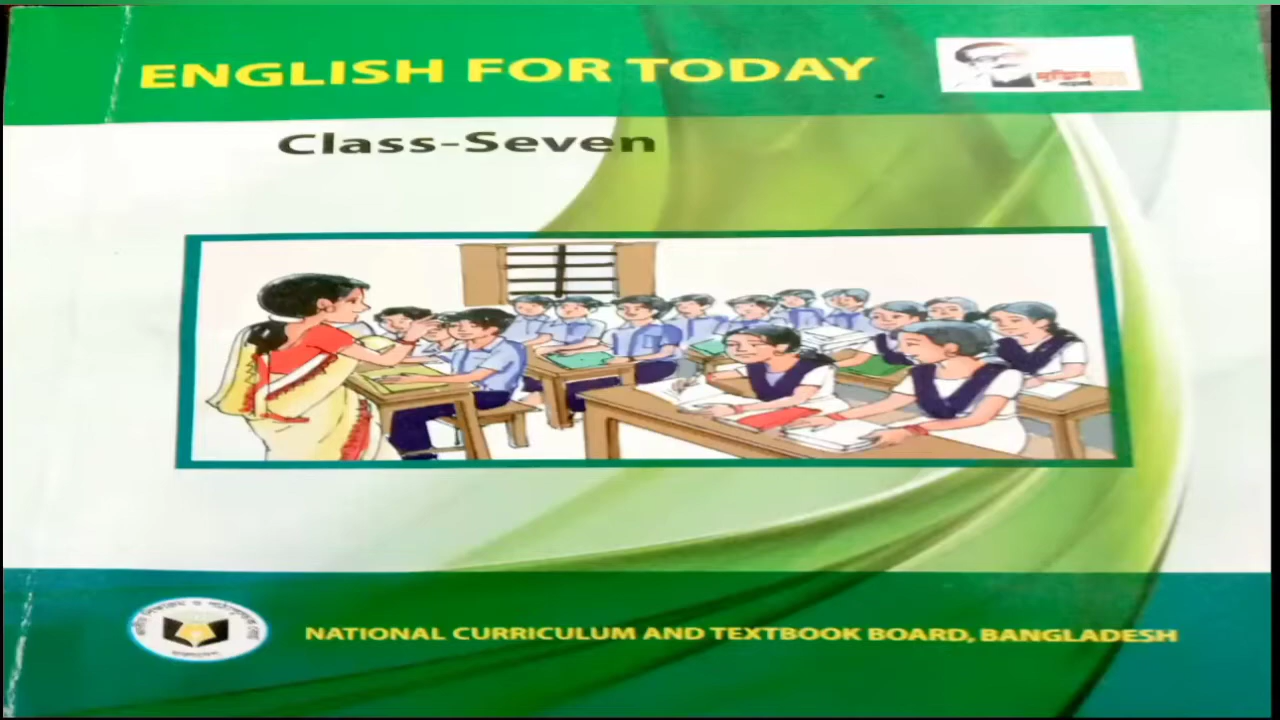 ENGLISH FOR TODAY
Class-Seven
NATIONAL CURRICULUM AND TEXTBOOK BOARD, BANGLADESH